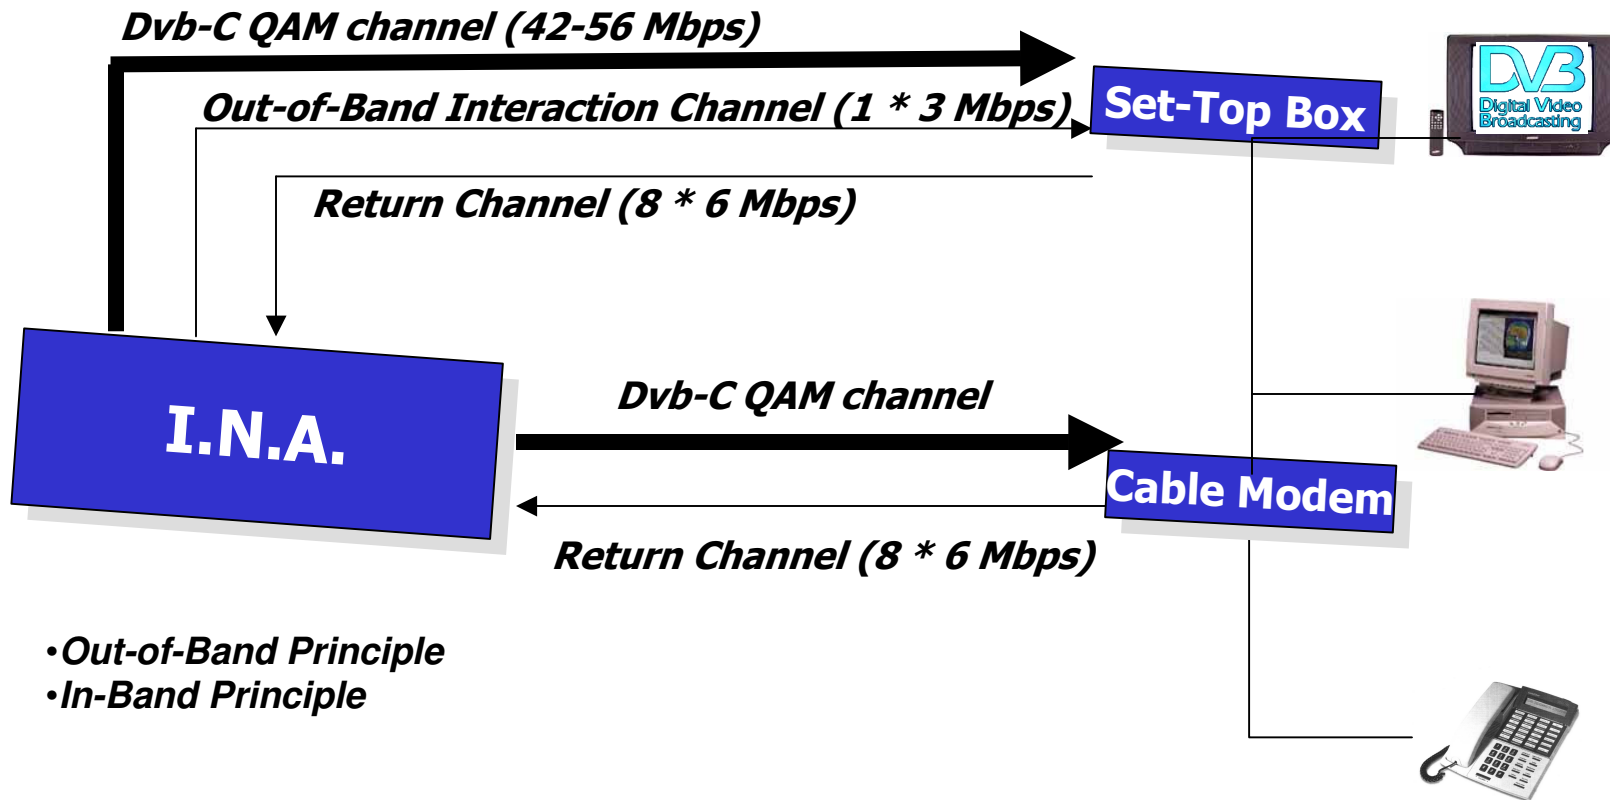 Dvb-C QAM channel (42-56 Mbps)
Out-of-Band Interaction Channel (1 * 3 Mbps)
Set-Top Box
DVB
Digital Video
Broadcasting
Return Channel (8 * 6 Mbps)
I.N.A.
Dvb-C QAM channel
Cable Modem
Return Channel (8 * 6 Mbps)
•Out-of-Band Principle
•In-Band Principle